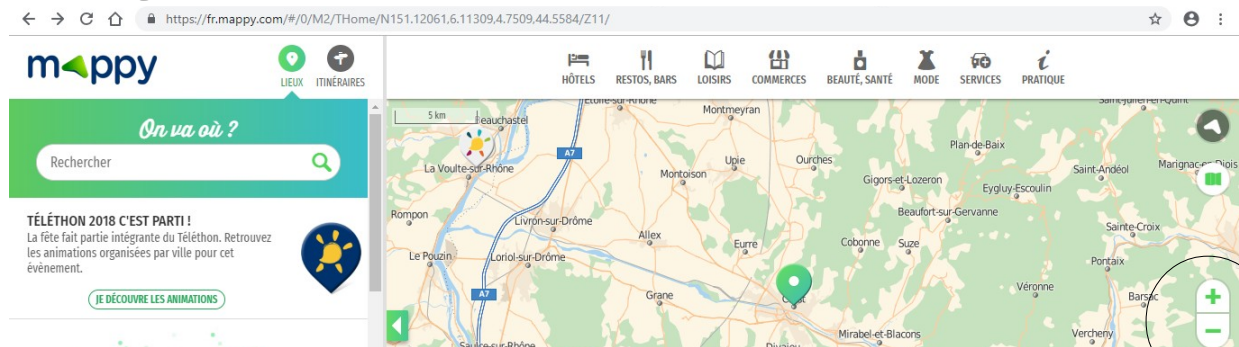 https://fr.mappy.com/#/0/M2/THome/N151.12061,6.11309,4.7509,44.5584/Z11/
mappy
LIEUX
ITINÉRAIRES
HÔTELS
RESTOS, BARS
LOISIRS
COMMERCES
BEAUTÉ, SANTÉ
MODE
SERVICES
PRATIQUE
On va où ?
Rechercher
TÉLÉTHON 2018 C'EST PARTI !
La fête fait partie intégrante du Téléthon. Retrouvez
les animations organisées par ville pour cet
évènement.
JE DÉCOUVRE LES ANIMATIONS
5 km
Montmeyran
A7
La Voulte-sur-Rhône
Upie
Ourches
Plan-de-Baix
Montoison
Gigors-et-Lozeron
Eygluy-Escoulin
Saint-Andéol
Rompon
Livron-sur-Drôme
Allex
Eurre
Beaufort-sur-Gervanne
Cobonne
Suze
Sainte-Croix
Le Pouzin
Loriol-sur-Drôme
Pontaix
A7
Grane
Véronne
Barsac
Mirabel-et-Blacons
Vercheny